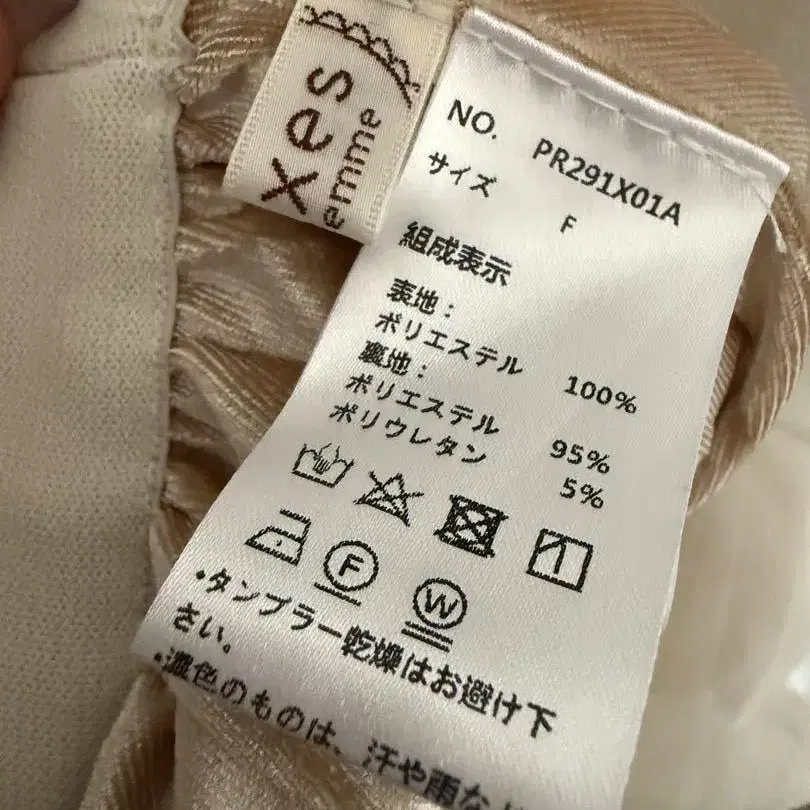 xes
emme
NO. PR291X01A
サイズ F
組成表示
表地：
ポリエステル 100%
裏地：
ポリエステル 95%
ポリウレタン 5%
F
W
・タンブラー乾燥はお避け下
さい。
・濃色のものは、汗や雨な